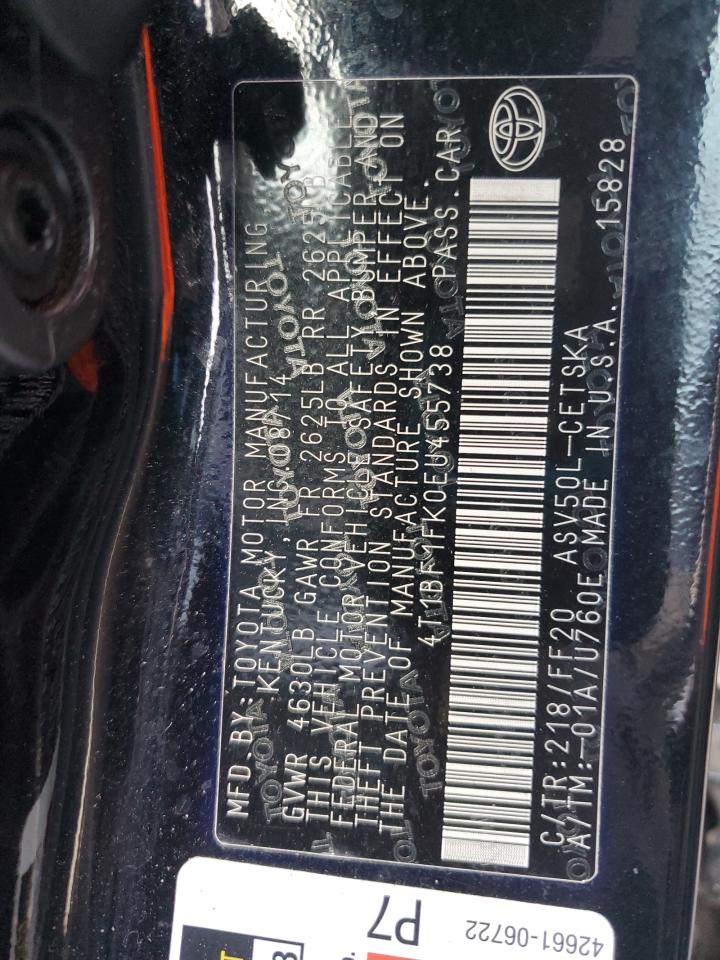 MFD.BY:TOYOTA MOTOR MANUFACTURING,
KENTUCKY,INC. 08/14
GVWR 4630LB GAWR FR 2625LB RR 2625LB
THIS VEHICLE CONFORMS TO ALL APPLICABLE
FEDERAL MOTOR VEHICLE SAFETY,BUMPER,AND
THEFT PREVENTION STANDARDS IN EFFECT ON
THE DATE OF MANUFACTURE SHOWN ABOVE.
4T1BF1FK0EU455738 PASS.CAR
C/TR:218/FF20 ASV50L-CETSKA
A/TM:-01A/U760E MADE IN U.S.A. 15828
42661-06722
P7